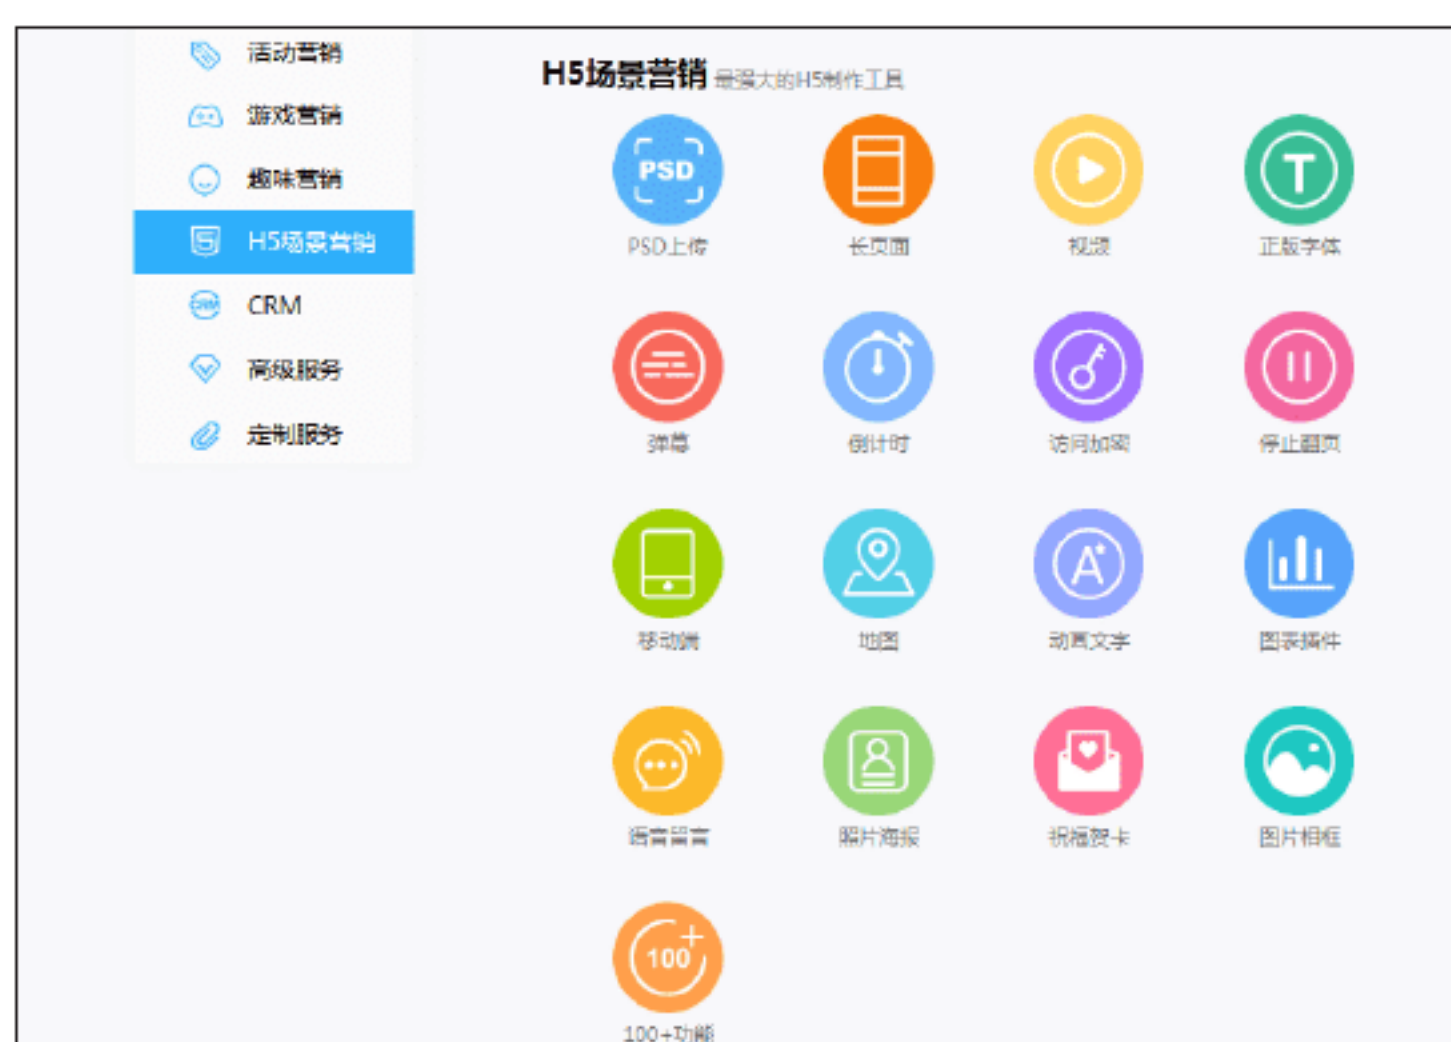 活动营销
游戏营销
趣味营销
H5场景营销
CRM
高级服务
定制服务
H5场景营销 最强大的H5制作工具
PSD
T
PSD上传 长页面 视频 正版字体
弹幕 倒计时 访问加密 停止翻页
A
移动端 地图 动画文字 图表插件
语音留言 照片海报 祝福贺卡 图片相框
100+
100+功能